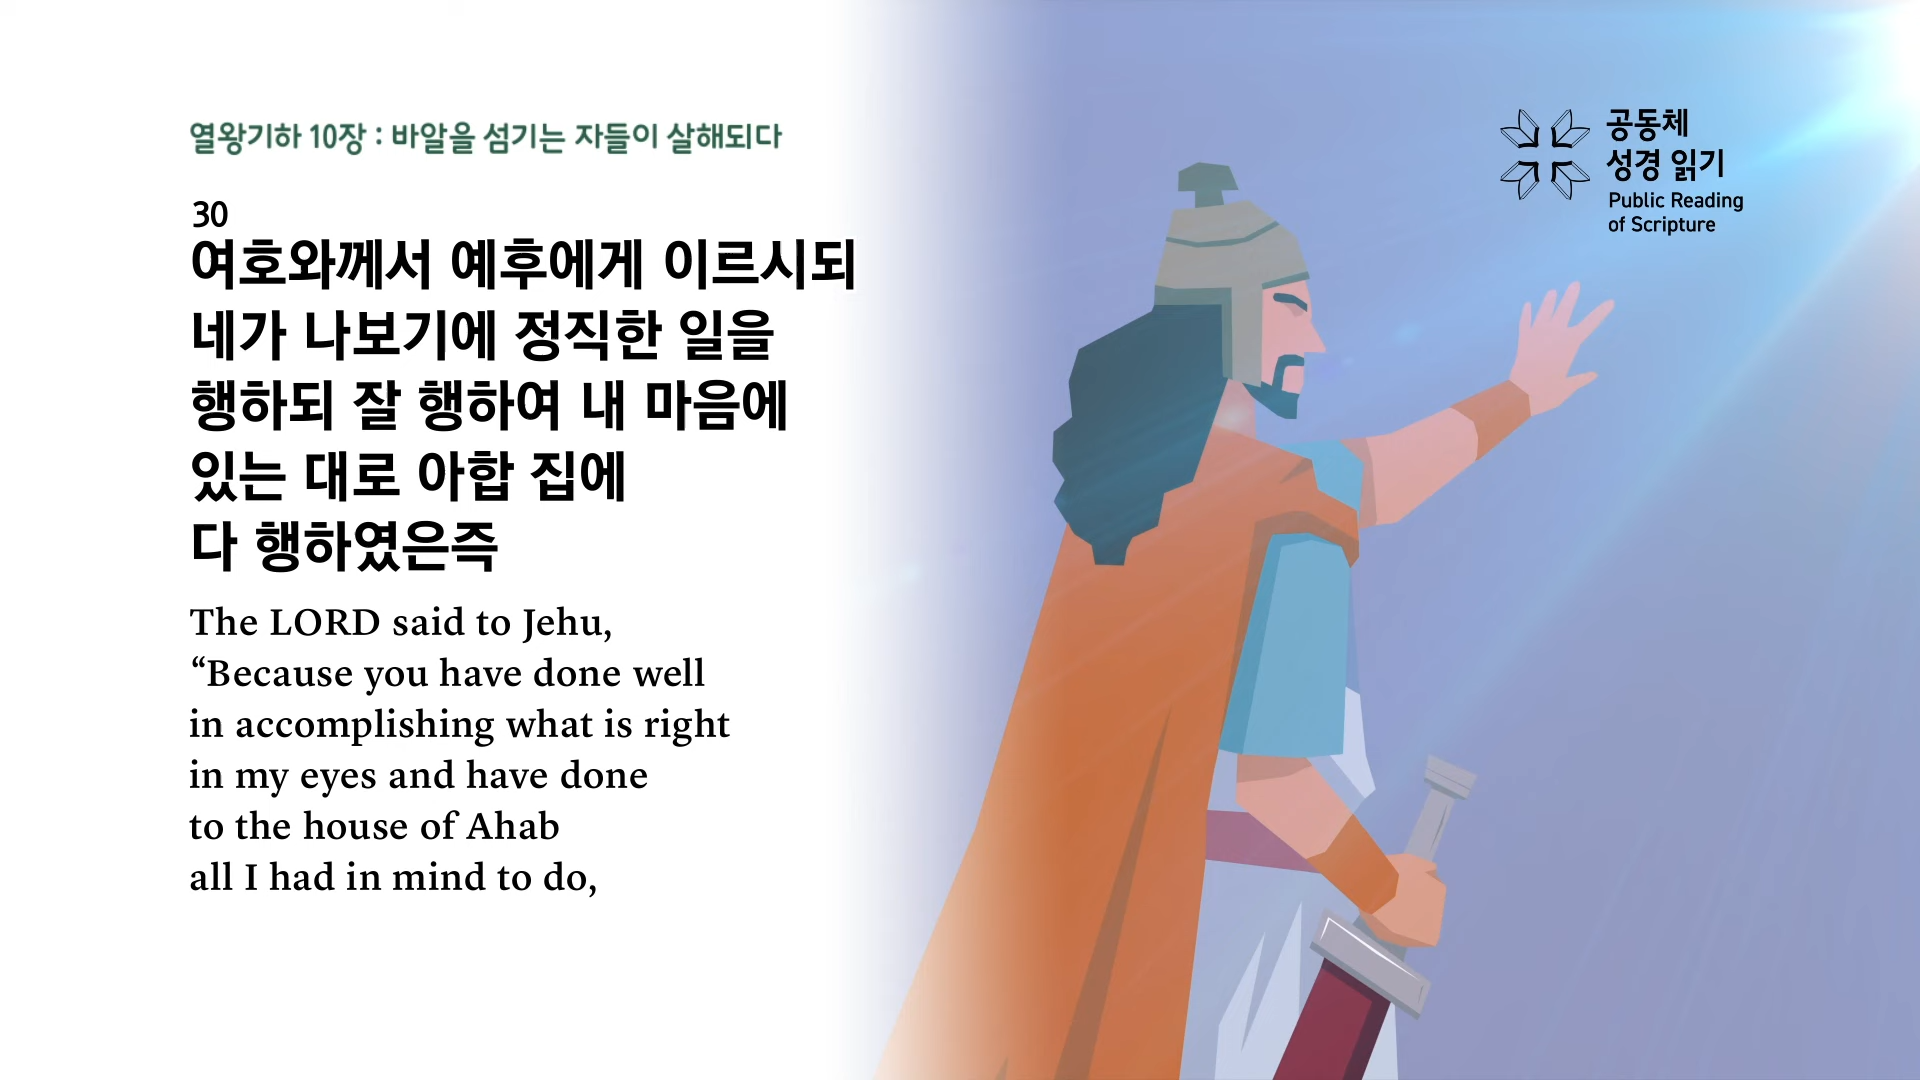 열왕기하 10장 : 바알을 섬기는 자들이 살해되다
30
여호와께서 예후에게 이르시되
네가 나보기에 정직한 일을
행하되 잘 행하여 내 마음에
있는 대로 아합 집에
다 행하였은즉
The LORD said to Jehu,
“Because you have done well
in accomplishing what is right
in my eyes and have done
to the house of Ahab
all I had in mind to do,
공동체
성경 읽기
Public Reading
of Scripture